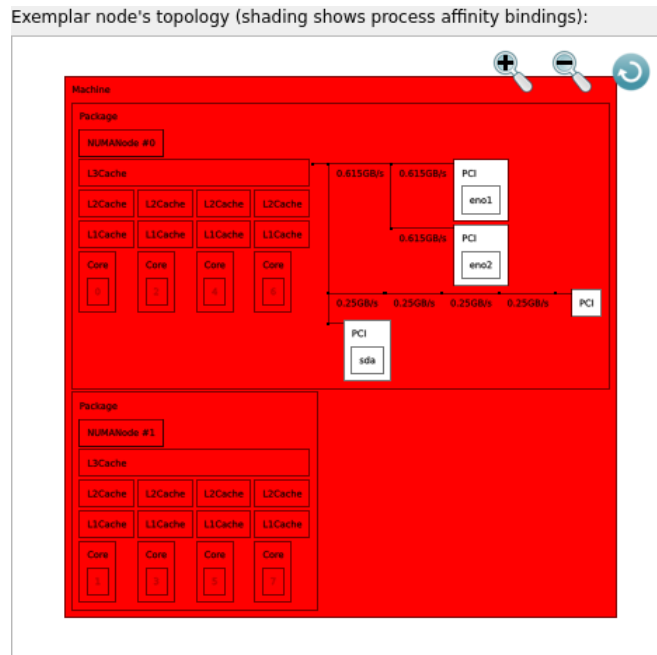 Exemplar node's topology (shading shows process affinity bindings):
Machine
Package
NUMANode #0
L3Cache
0.615GB/s 0.615GB/s PCI
eno1
L2Cache L2Cache L2Cache L2Cache
L1Cache L1Cache L1Cache L1Cache
0.615GB/s PCI
eno2
Core Core Core Core
0 2 4 6
0.25GB/s 0.25GB/s 0.25GB/s 0.25GB/s PCI
PCI
sda
Package
NUMANode #1
L3Cache
L2Cache L2Cache L2Cache L2Cache
L1Cache L1Cache L1Cache L1Cache
Core Core Core Core
1 3 5 7